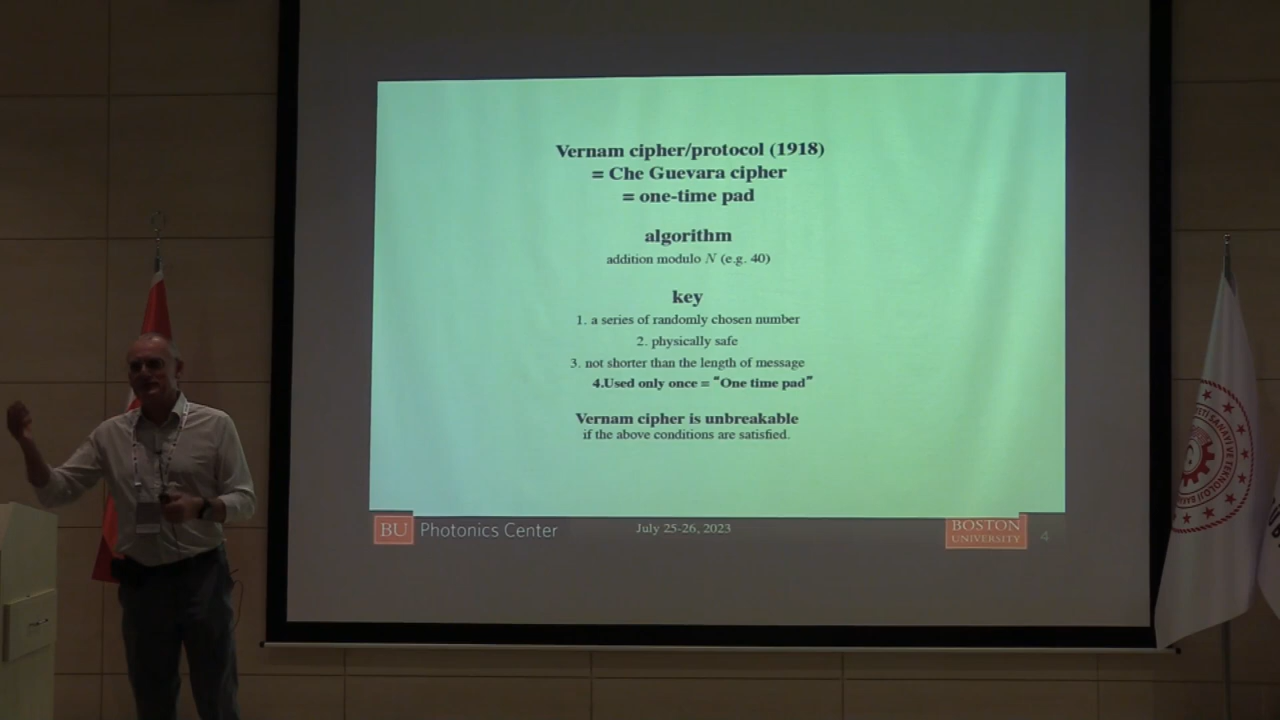 Vernam cipher/protocol (1918)
= Che Guevara cipher
= one-time pad
algorithm
addition modulo N (e.g. 40)
key
1. a series of randomly chosen number
2. physically safe
3. not shorter than the length of message
4.Used only once = "One time pad"
Vernam cipher is unbreakable
if the above conditions are satisfied.
BU Photonics Center
July 25-26, 2023
BOSTON
UNIVERSITY
4
SANAYİ VE TEKNOLOJİ